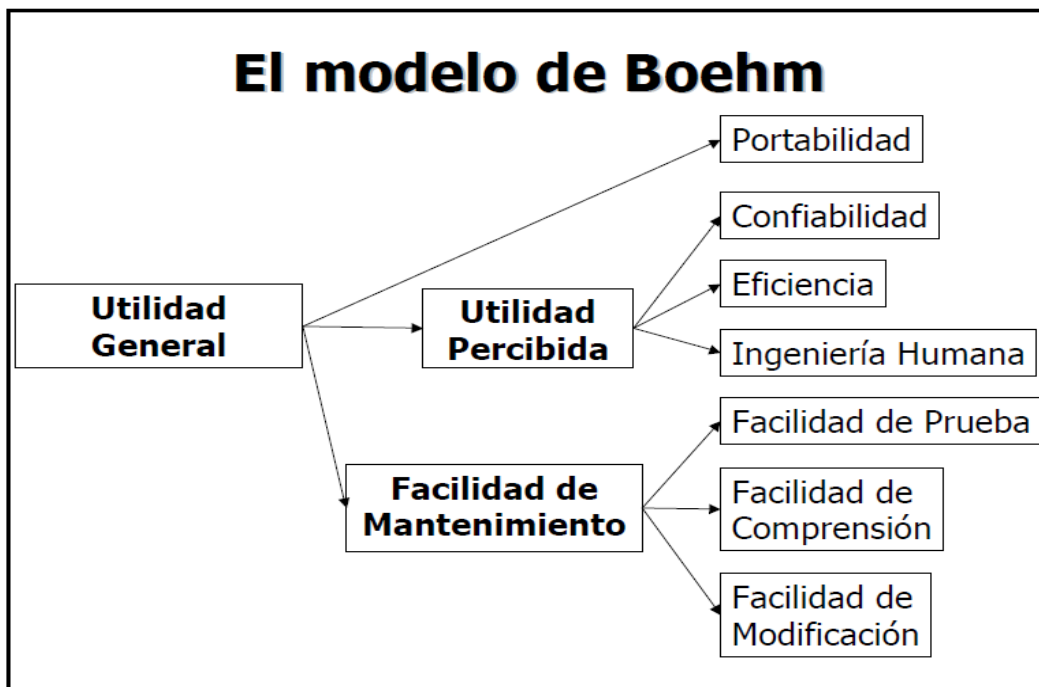 El modelo de Boehm
Portabilidad
Confiabilidad
Eficiencia
Utilidad
General
Utilidad
Percibida
Ingeniería Humana
Facilidad de Prueba
Facilidad de
Mantenimiento
Facilidad de
Comprensión
Facilidad de
Modificación